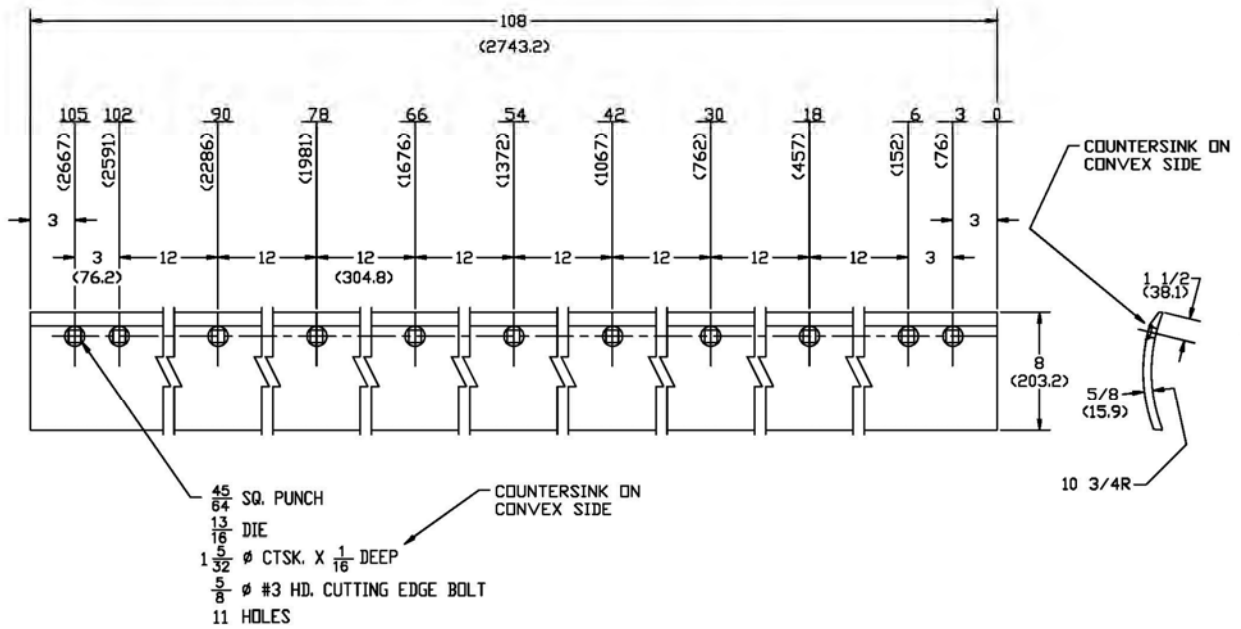 108
(2743.2)
105 102 90 78 66 54 42 30 18 6 3 0
(2667) (2591) (2286) (1981) (1676) (1372) (1067) (762) (457) (152) (76)
COUNTERSINK ON
CONVEX SIDE
3 3
3 12 12 12 12 12 12 12 12 3
(76.2) (304.8)
1 1/2
(38.1)
8
(203.2)
5/8
(15.9)
10 3/4R
45/64 SQ. PUNCH
13/16 DIE
1 5/32 ø CTSK. X 1/16 DEEP
5/8 ø #3 HD. CUTTING EDGE BOLT
11 HOLES
COUNTERSINK ON
CONVEX SIDE